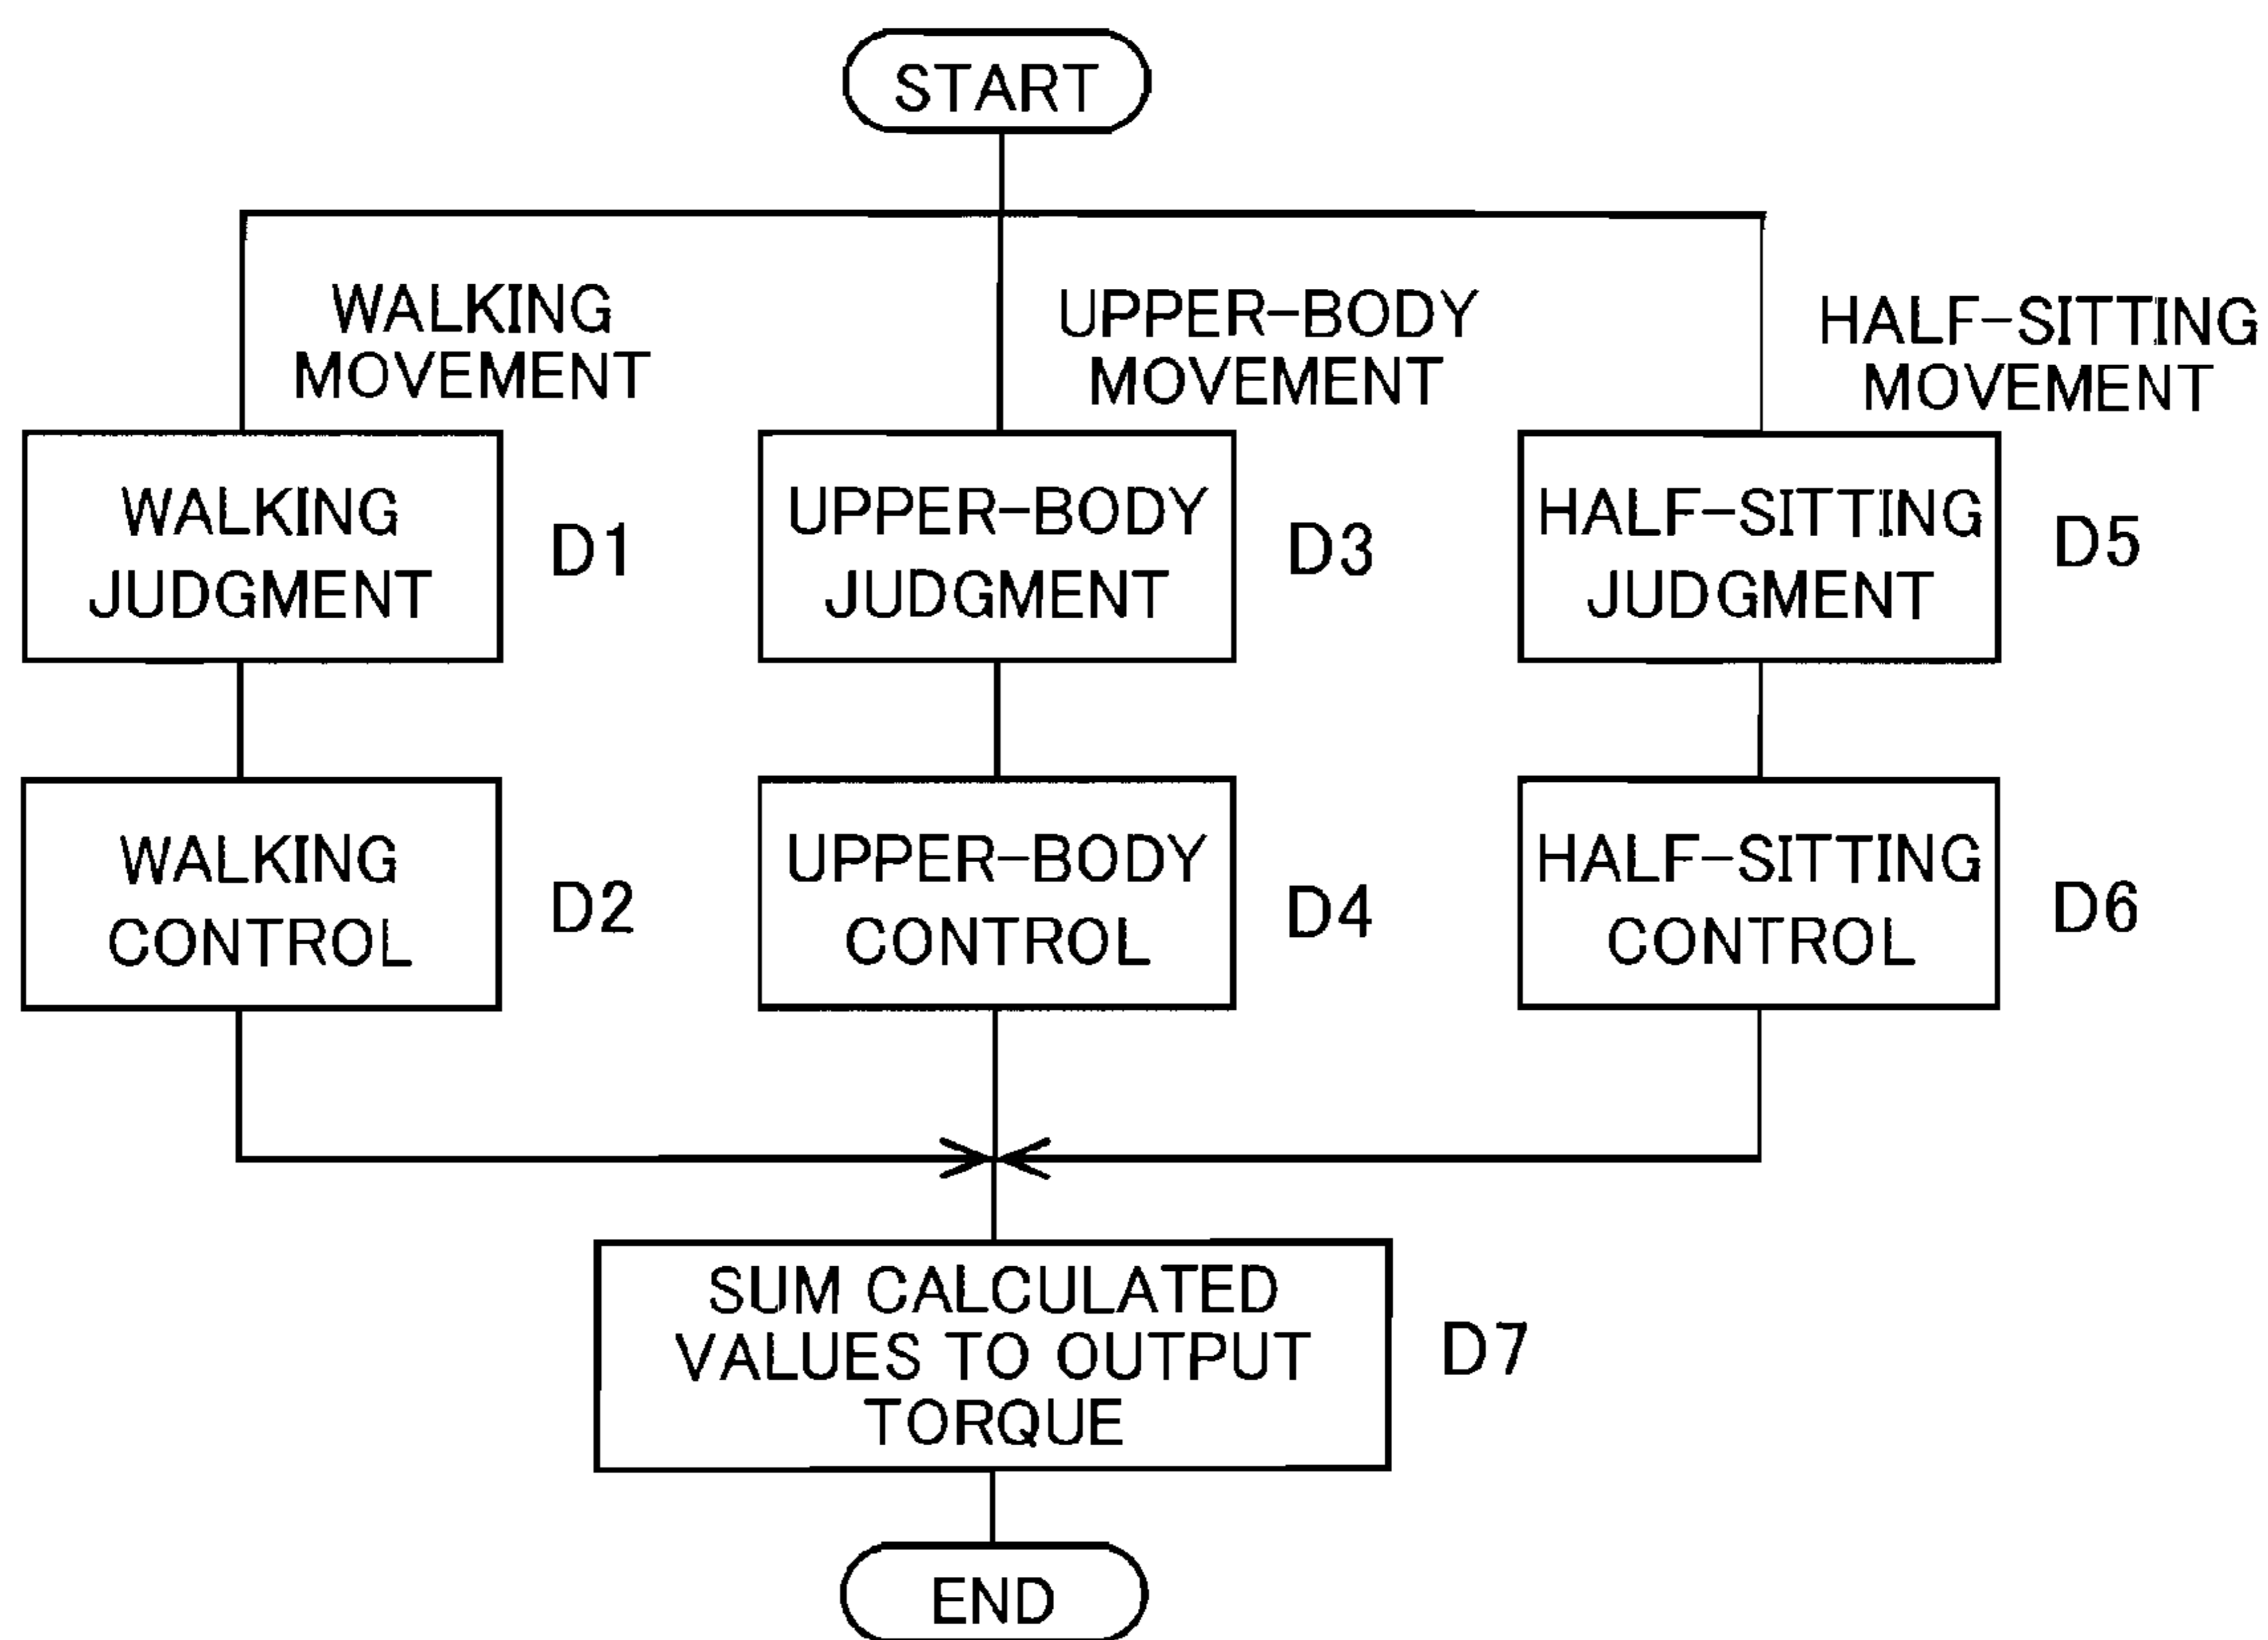 START
WALKING
MOVEMENT
UPPER-BODY
MOVEMENT
HALF-SITTING
MOVEMENT
WALKING
JUDGMENT
D1
UPPER-BODY
JUDGMENT
D3
HALF-SITTING
JUDGMENT
D5
WALKING
CONTROL
D2
UPPER-BODY
CONTROL
D4
HALF-SITTING
CONTROL
D6
SUM CALCULATED
VALUES TO OUTPUT
TORQUE
D7
END